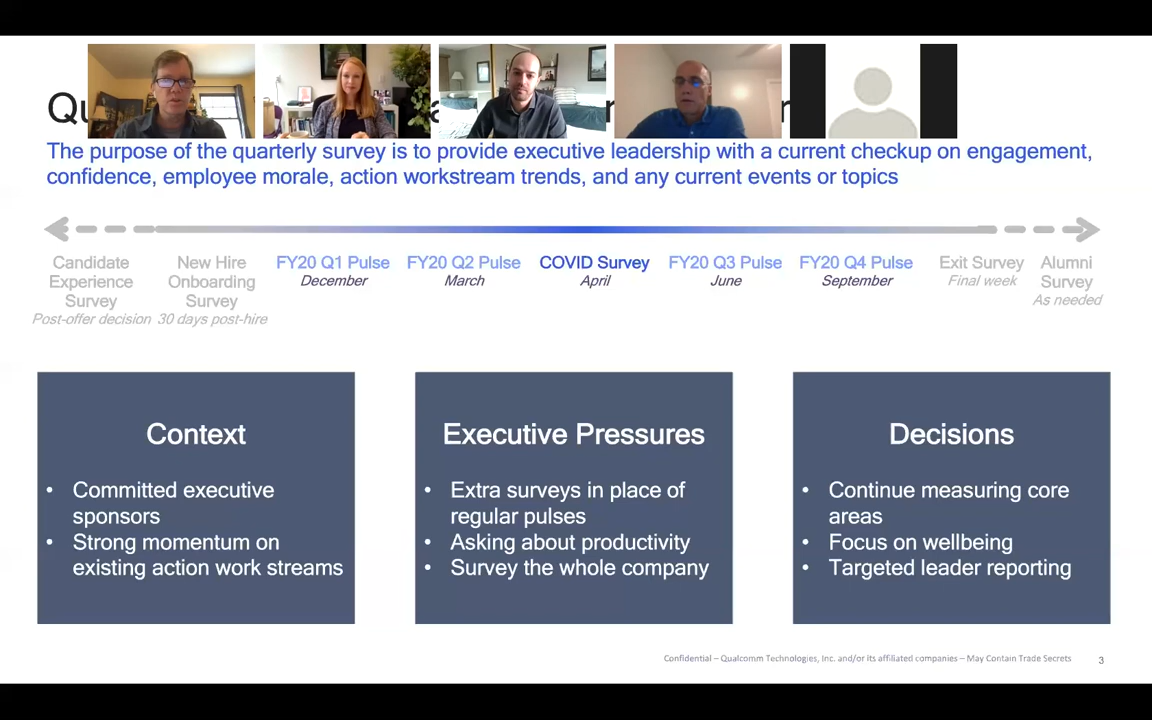 The purpose of the quarterly survey is to provide executive leadership with a current checkup on engagement,
confidence, employee morale, action workstream trends, and any current events or topics
Candidate
Experience
Survey
Post-offer decision
New Hire
Onboarding
Survey
30 days post-hire
FY20 Q1 Pulse
December
FY20 Q2 Pulse
March
COVID Survey
April
FY20 Q3 Pulse
June
FY20 Q4 Pulse
September
Exit Survey
Final week
Alumni
Survey
As needed
Context
• Committed executive
sponsors
• Strong momentum on
existing action work streams
Executive Pressures
• Extra surveys in place of
regular pulses
• Asking about productivity
• Survey the whole company
Decisions
• Continue measuring core
areas
• Focus on wellbeing
• Targeted leader reporting
Confidential – Qualcomm Technologies, Inc. and/or its affiliated companies – May Contain Trade Secrets
3